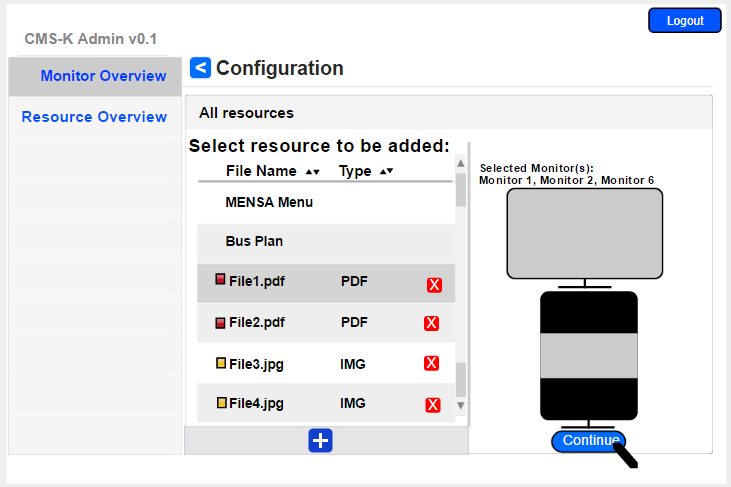 Logout
CMS-K Admin v0.1
Monitor Overview
Resource Overview
< Configuration
All resources
Select resource to be added:
File Name Type
MENSA Menu
Bus Plan
File1.pdf PDF X
File2.pdf PDF X
File3.jpg IMG X
File4.jpg IMG X
+
Selected Monitor(s):
Monitor 1, Monitor 2, Monitor 6
Continue